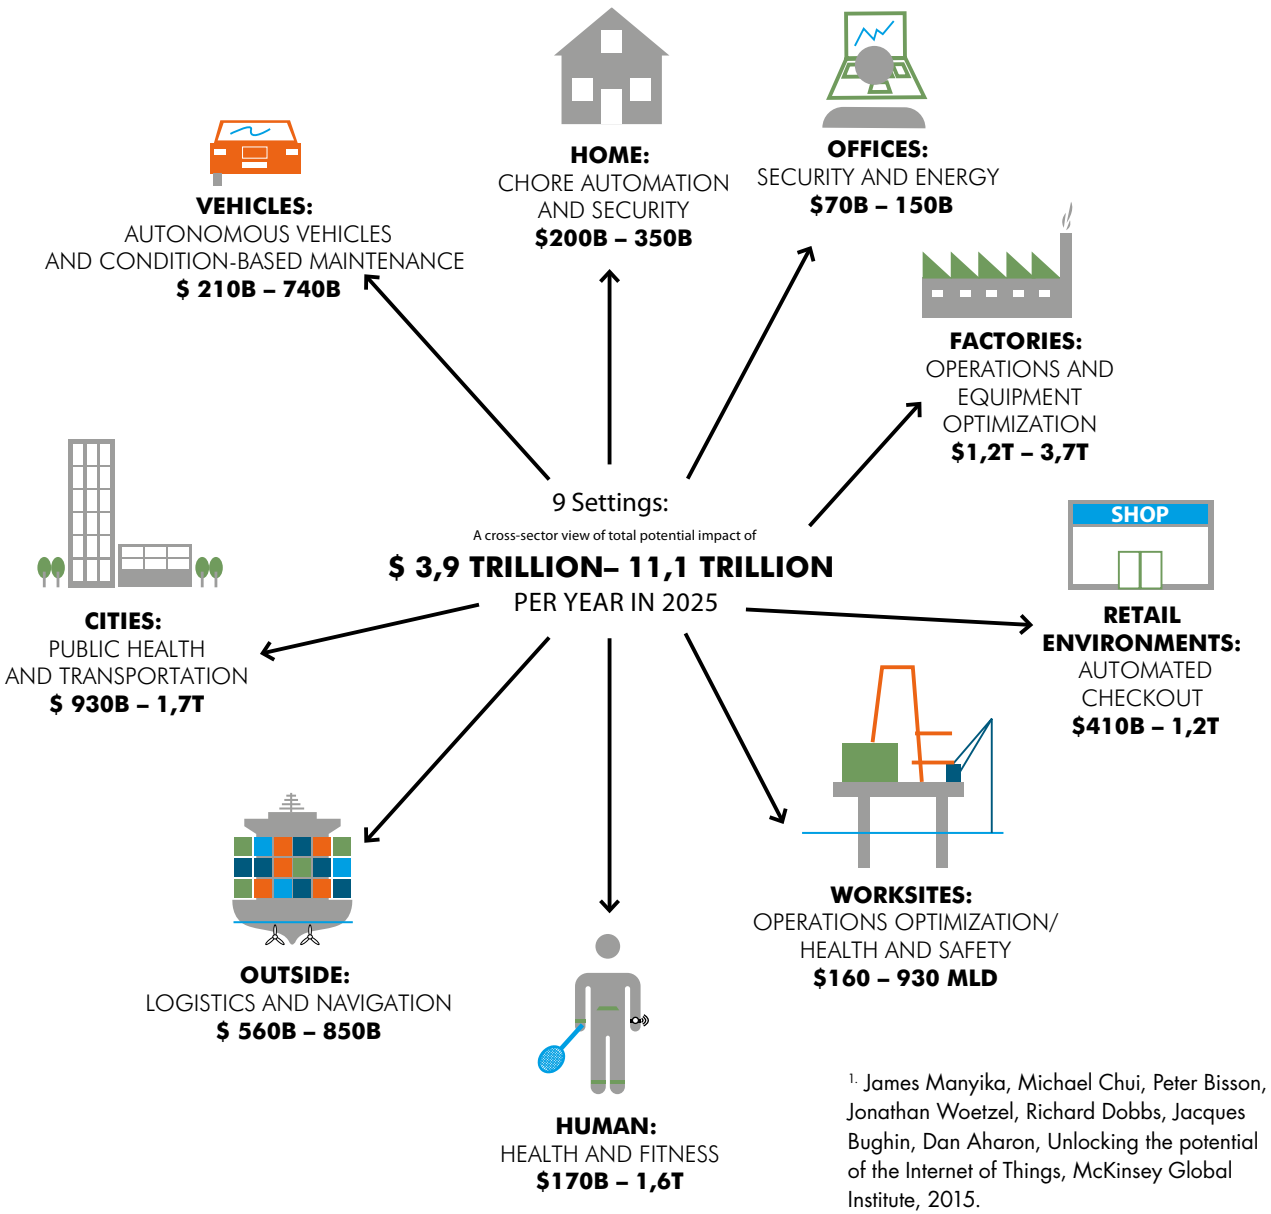 HOME:
CHORE AUTOMATION
AND SECURITY
$200B – 350B
OFFICES:
SECURITY AND ENERGY
$70B – 150B
VEHICLES:
AUTONOMOUS VEHICLES
AND CONDITION-BASED MAINTENANCE
$ 210B – 740B
FACTORIES:
OPERATIONS AND
EQUIPMENT
OPTIMIZATION
$1,2T – 3,7T
9 Settings:
A cross-sector view of total potential impact of
$ 3,9 TRILLION– 11,1 TRILLION
PER YEAR IN 2025
SHOP
RETAIL
ENVIRONMENTS:
AUTOMATED
CHECKOUT
$410B – 1,2T
CITIES:
PUBLIC HEALTH
AND TRANSPORTATION
$ 930B – 1,7T
WORKSITES:
OPERATIONS OPTIMIZATION/
HEALTH AND SAFETY
$160 – 930 MLD
OUTSIDE:
LOGISTICS AND NAVIGATION
$ 560B – 850B
HUMAN:
HEALTH AND FITNESS
$170B – 1,6T
1. James Manyika, Michael Chui, Peter Bisson,
Jonathan Woetzel, Richard Dobbs, Jacques
Bughin, Dan Aharon, Unlocking the potential
of the Internet of Things, McKinsey Global
Institute, 2015.